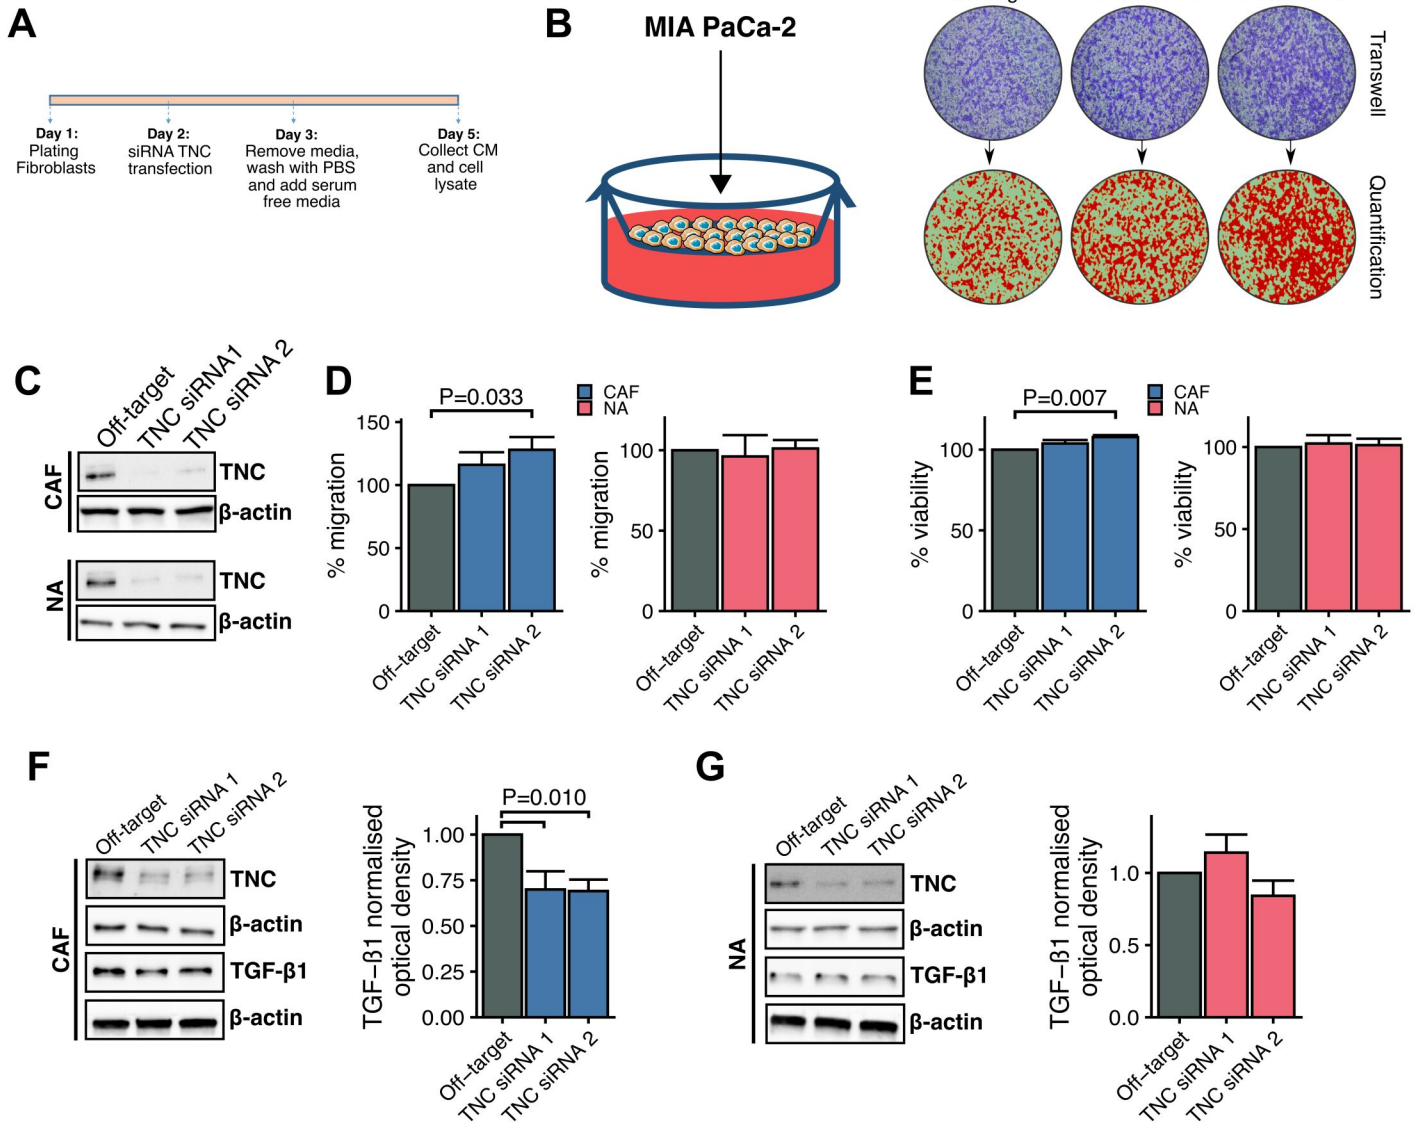 A
Day 1:
Plating
Fibroblasts
Day 2:
siRNA TNC
transfection
Day 3:
Remove media,
wash with PBS
and add serum
free media
Day 5:
Collect CM
and cell
lysate
B
MIA PaCa-2
Transwell
Quantification
C
Off-target
TNC siRNA1
TNC siRNA 2
CAF
TNC
β-actin
NA
TNC
β-actin
D
CAF
NA
P=0.033
% migration
150
100
50
0
Off−target
TNC siRNA 1
TNC siRNA 2
% migration
100
50
0
Off−target
TNC siRNA 1
TNC siRNA 2
E
CAF
NA
P=0.007
% viability
100
50
0
Off−target
TNC siRNA 1
TNC siRNA 2
% viability
100
50
0
Off−target
TNC siRNA 1
TNC siRNA 2
F
Off-target
TNC siRNA 1
TNC siRNA 2
CAF
TNC
β-actin
TGF-β1
β-actin
P=0.010
TGF−β1 normalised
optical density
1.00
0.75
0.50
0.25
0.00
Off−target
TNC siRNA 1
TNC siRNA 2
G
Off-target
TNC siRNA 1
TNC siRNA 2
NA
TNC
β-actin
TGF-β1
β-actin
TGF−β1 normalised
optical density
1.0
0.5
0.0
Off−target
TNC siRNA 1
TNC siRNA 2